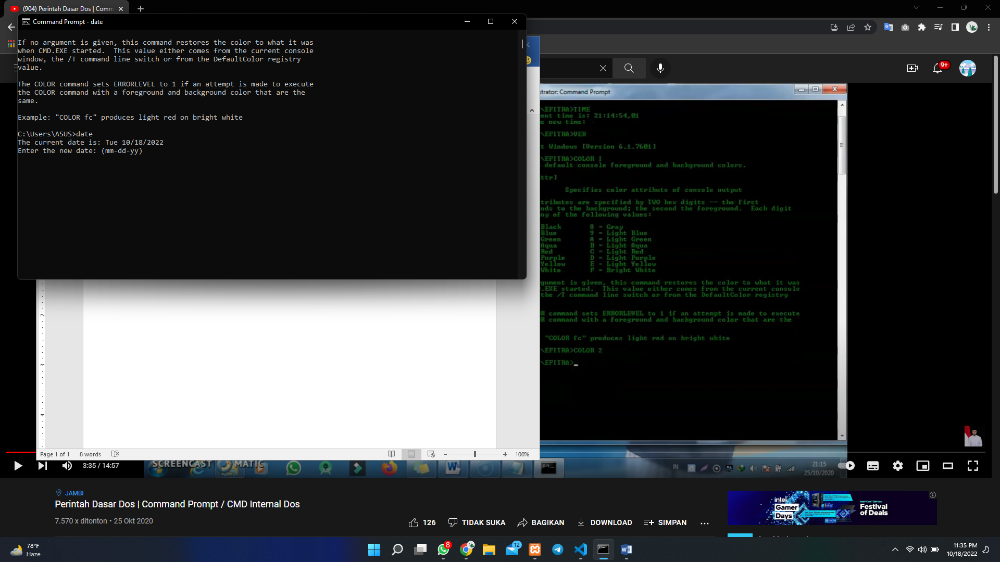 (904) Perintah Dasar Dos | Comm
Command Prompt - date
If no argument is given, this command restores the color to what it was
when CMD.EXE started.  This value either comes from the current console
window, the /T command line switch or from the DefaultColor registry
value.
The COLOR command sets ERRORLEVEL to 1 if an attempt is made to execute
the COLOR command with a foreground and background color that are the
same.
Example: "COLOR fc" produces light red on bright white
C:\Users\ASUS>date
The current date is: Tue 10/18/2022
Enter the new date: (mm-dd-yy)
9+
strator: Command Prompt
\EFITRA>TIME
ent time is: 21:14:54,01
e new time:
\EFITRA>VER
t Windows [Version 6.1.7601]
\EFITRA>COLOR I
default console foreground and background colors.
ttr]
Specifies color attribute of console output
tributes are specified by TWO hex digits -- the first
nds to the background; the second the foreground.  Each digit
ny of the following values:
Black 8 = Gray
Blue 9 = Light Blue
Green A = Light Green
Aqua B = Light Aqua
Red C = Light Red
Purple D = Light Purple
Yellow E = Light Yellow
White F = Bright White
gument is given, this command restores the color to what it was
.EXE started.  This value either comes from the current console
the /T command line switch or from the DefaultColor registry
R command sets ERRORLEVEL to 1 if an attempt is made to execute
R command with a foreground and background color that are the
"COLOR fc" produces light red on bright white
\EFITRA>COLOR 2
\EFITRA>_
2
3
4
Page 1 of 1 8 words 100%
3:35 / 14:57
SCREENCAST MATIC
IN
21:15
25/10/2020
JAMBI
Perintah Dasar Dos | Command Prompt / CMD Internal Dos
7.570 x ditonton • 25 Okt 2020
126 TIDAK SUKA BAGIKAN DOWNLOAD SIMPAN ...
intel
Gamer
Days
Festival
of Deals
78°F
Haze
8
12
11:35 PM
10/18/2022